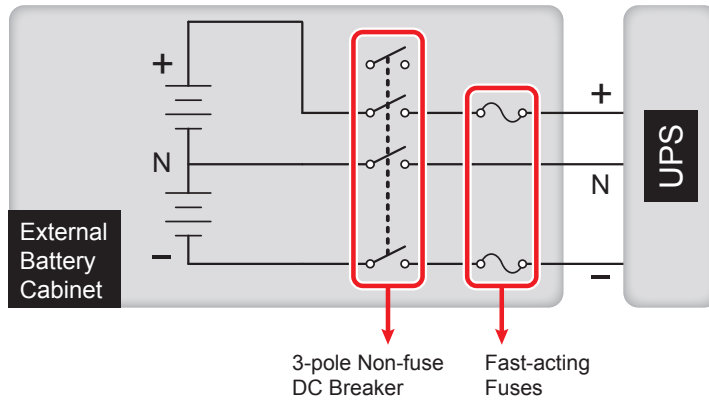 +
+
N
N
UPS
External
Battery
Cabinet
−
−
3-pole Non-fuse
DC Breaker
Fast-acting
Fuses